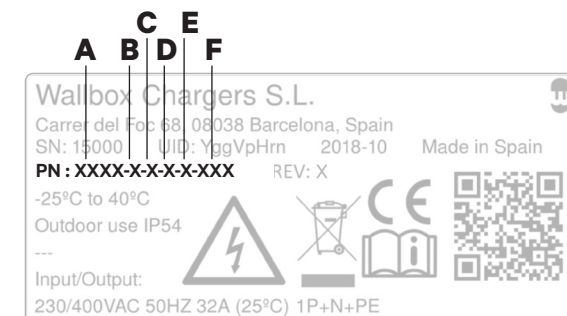 C E
A B D F
Wallbox Chargers S.L.
Carrer del Foc 68, 08038 Barcelona, Spain
SN: 15000 UID: YggVpHrn 2018-10 Made in Spain
PN : XXXX-X-X-X-X-XXX REV: X
-25ºC to 40ºC
Outdoor use IP54
---
Input/Output:
230/400VAC 50HZ 32A (25ºC) 1P+N+PE
CE